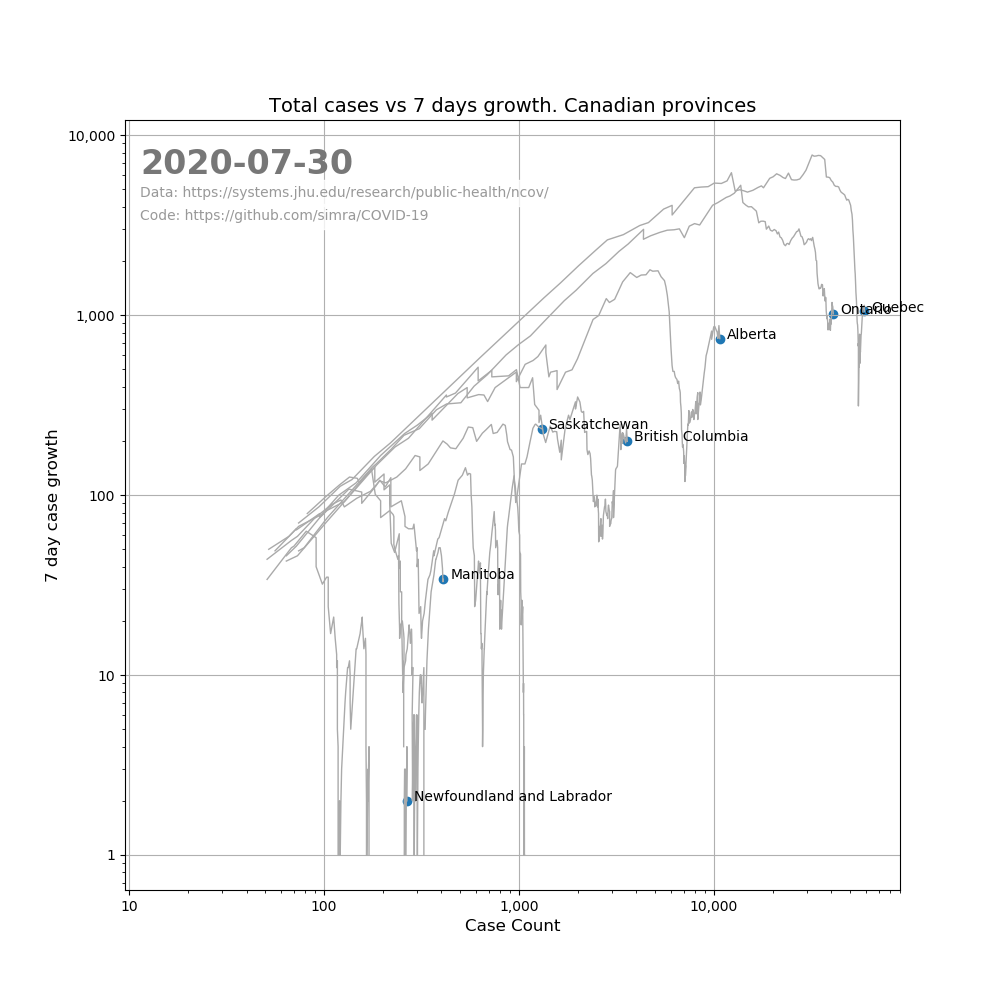 Total cases vs 7 days growth. Canadian provinces
10,000
2020-07-30
Data: https://systems.jhu.edu/research/public-health/ncov/
Code: https://github.com/simra/COVID-19
1,000
Ontario
Quebec
Alberta
Saskatchewan
British Columbia
7 day case growth
100
Manitoba
10
Newfoundland and Labrador
1
10 100 1,000 10,000
Case Count